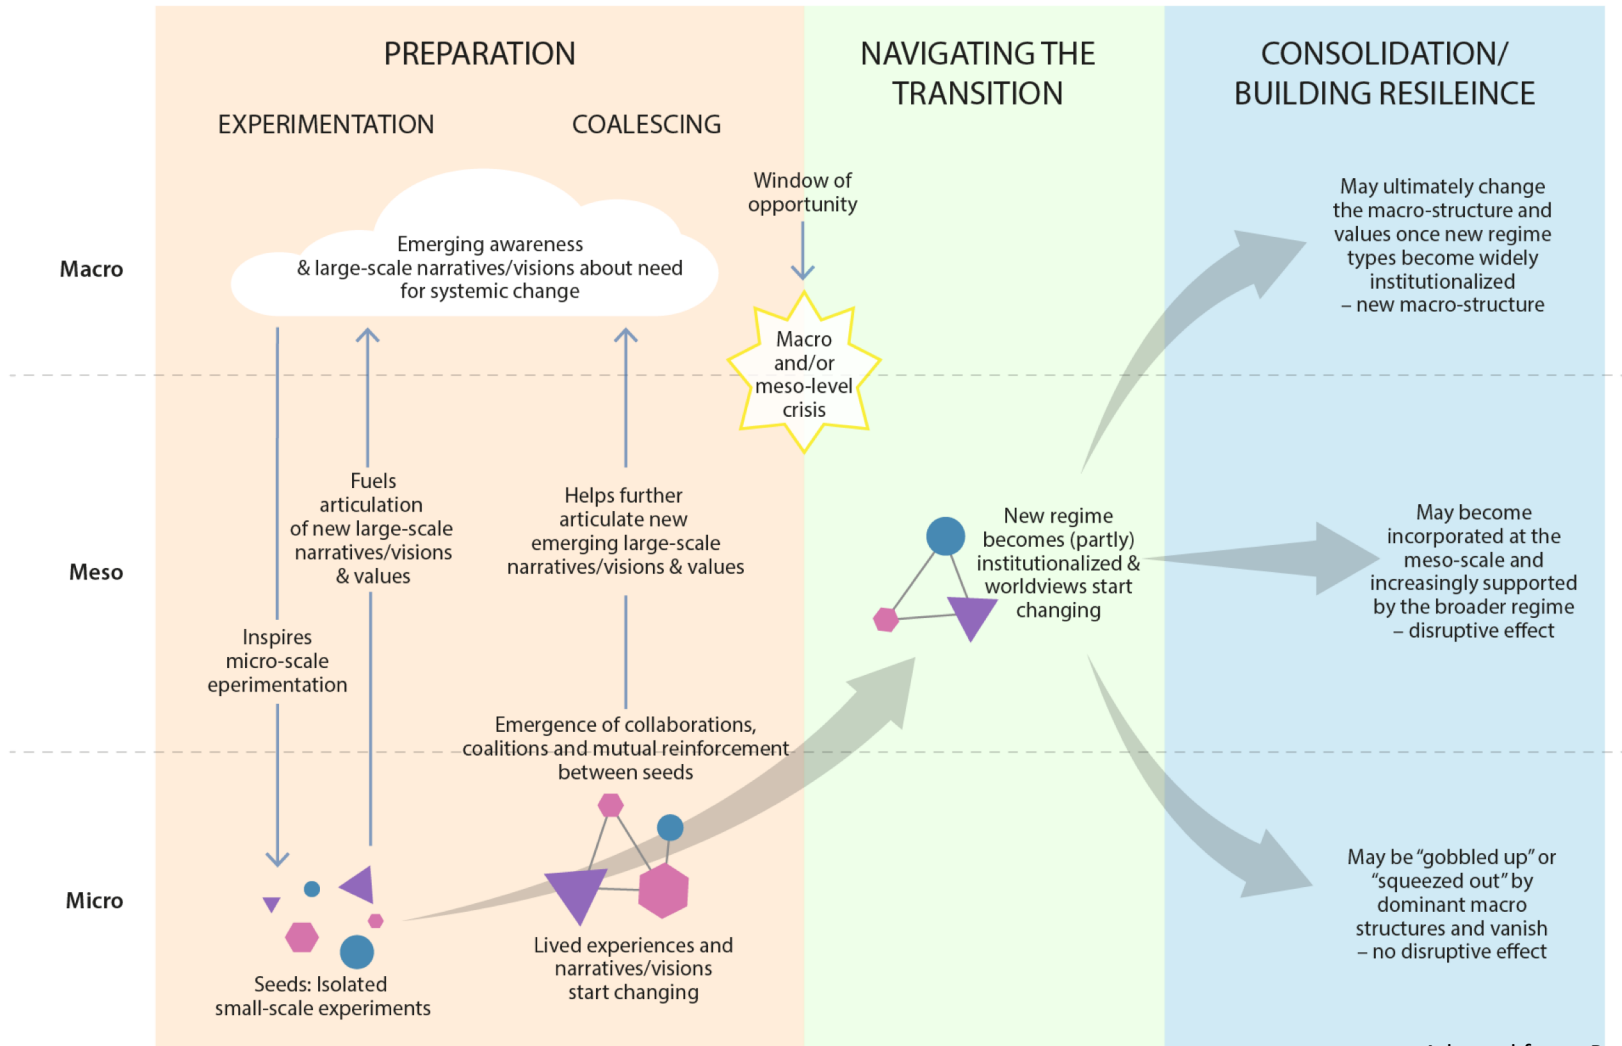 PREPARATION
EXPERIMENTATION
COALESCING
NAVIGATING THE
TRANSITION
CONSOLIDATION/
BUILDING RESILEINCE
Macro
Emerging awareness
& large-scale narratives/visions about need
for systemic change
Window of
opportunity
Macro
and/or
meso-level
crisis
May ultimately change
the macro-structure and
values once new regime
types become widely
institutionalized
– new macro-structure
Meso
Fuels
articulation
of new large-scale
narratives/visions
& values
Inspires
micro-scale
eperimentation
Helps further
articulate new
emerging large-scale
narratives/visions & values
New regime
becomes (partly)
institutionalized &
worldviews start
changing
May become
incorporated at the
meso-scale and
increasingly supported
by the broader regime
– disruptive effect
Emergence of collaborations,
coalitions and mutual reinforcement
between seeds
Micro
Seeds: Isolated
small-scale experiments
Lived experiences and
narratives/visions
start changing
May be “gobbled up” or
“squeezed out” by
dominant macro
structures and vanish
– no disruptive effect